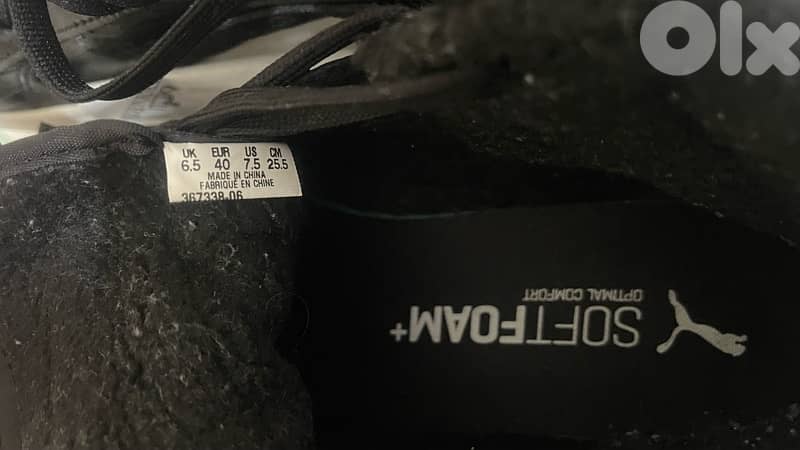 OLX
UK EUR US CM
6.5 40 7.5 25.5
MADE IN CHINA
FABRIQUÉ EN CHINE
367338 06
SOFTFOAM+
OPTIMAL COMFORT